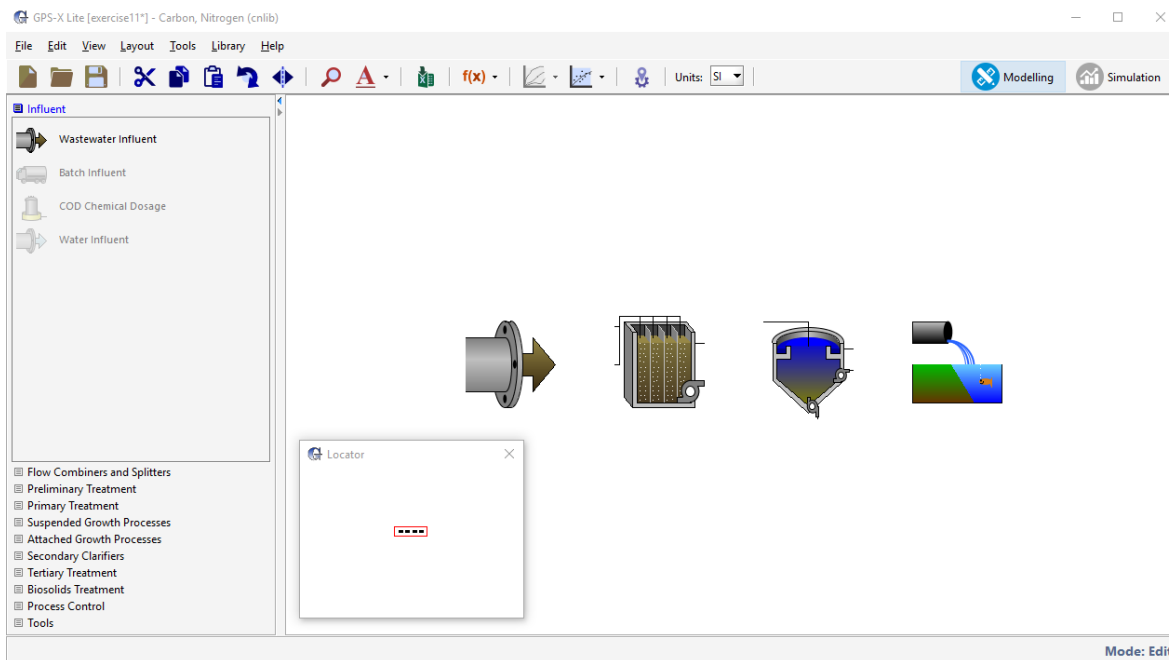 GPS-X Lite [exercise11*] - Carbon, Nitrogen (cnlib)
File Edit View Layout Tools Library Help
A f(x) Units: SI Modelling Simulation
Influent
Wastewater Influent
Batch Influent
COD Chemical Dosage
Water Influent
Locator
Flow Combiners and Splitters
Preliminary Treatment
Primary Treatment
Suspended Growth Processes
Attached Growth Processes
Secondary Clarifiers
Tertiary Treatment
Biosolids Treatment
Process Control
Tools
Mode: Edit